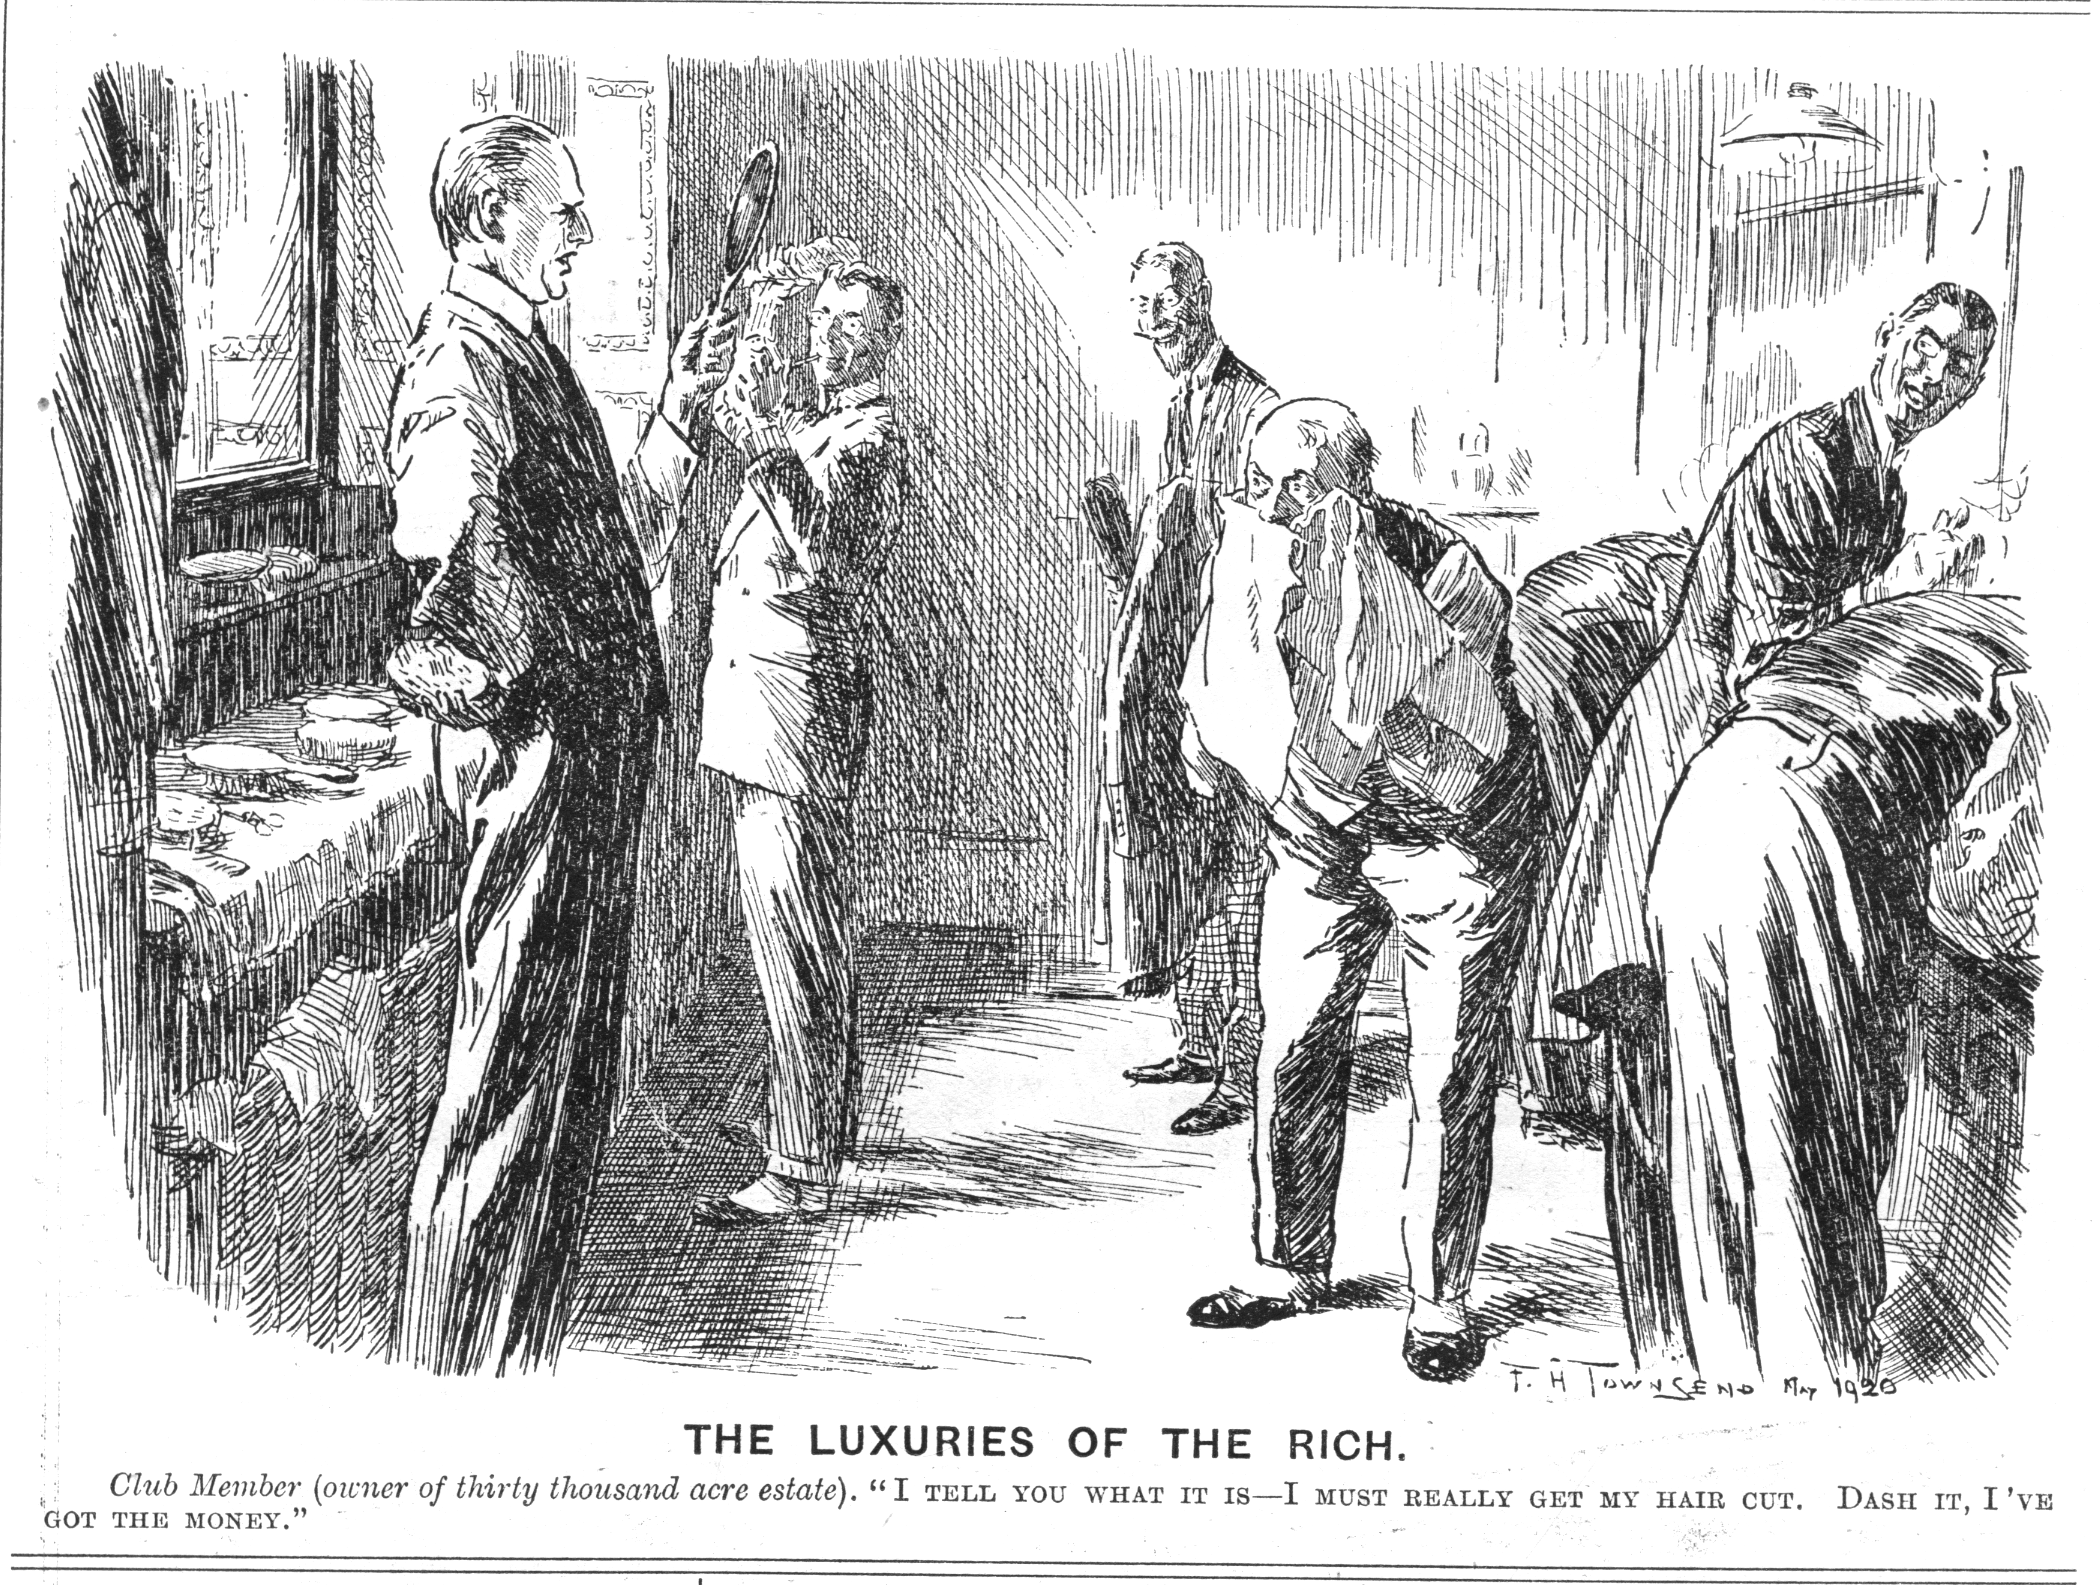 F. H. TOWNSEND MAY 1920
THE LUXURIES OF THE RICH.
Club Member (owner of thirty thousand acre estate). "I TELL YOU WHAT IT IS—I MUST REALLY GET MY HAIR CUT. DASH IT, I'VE
GOT THE MONEY."